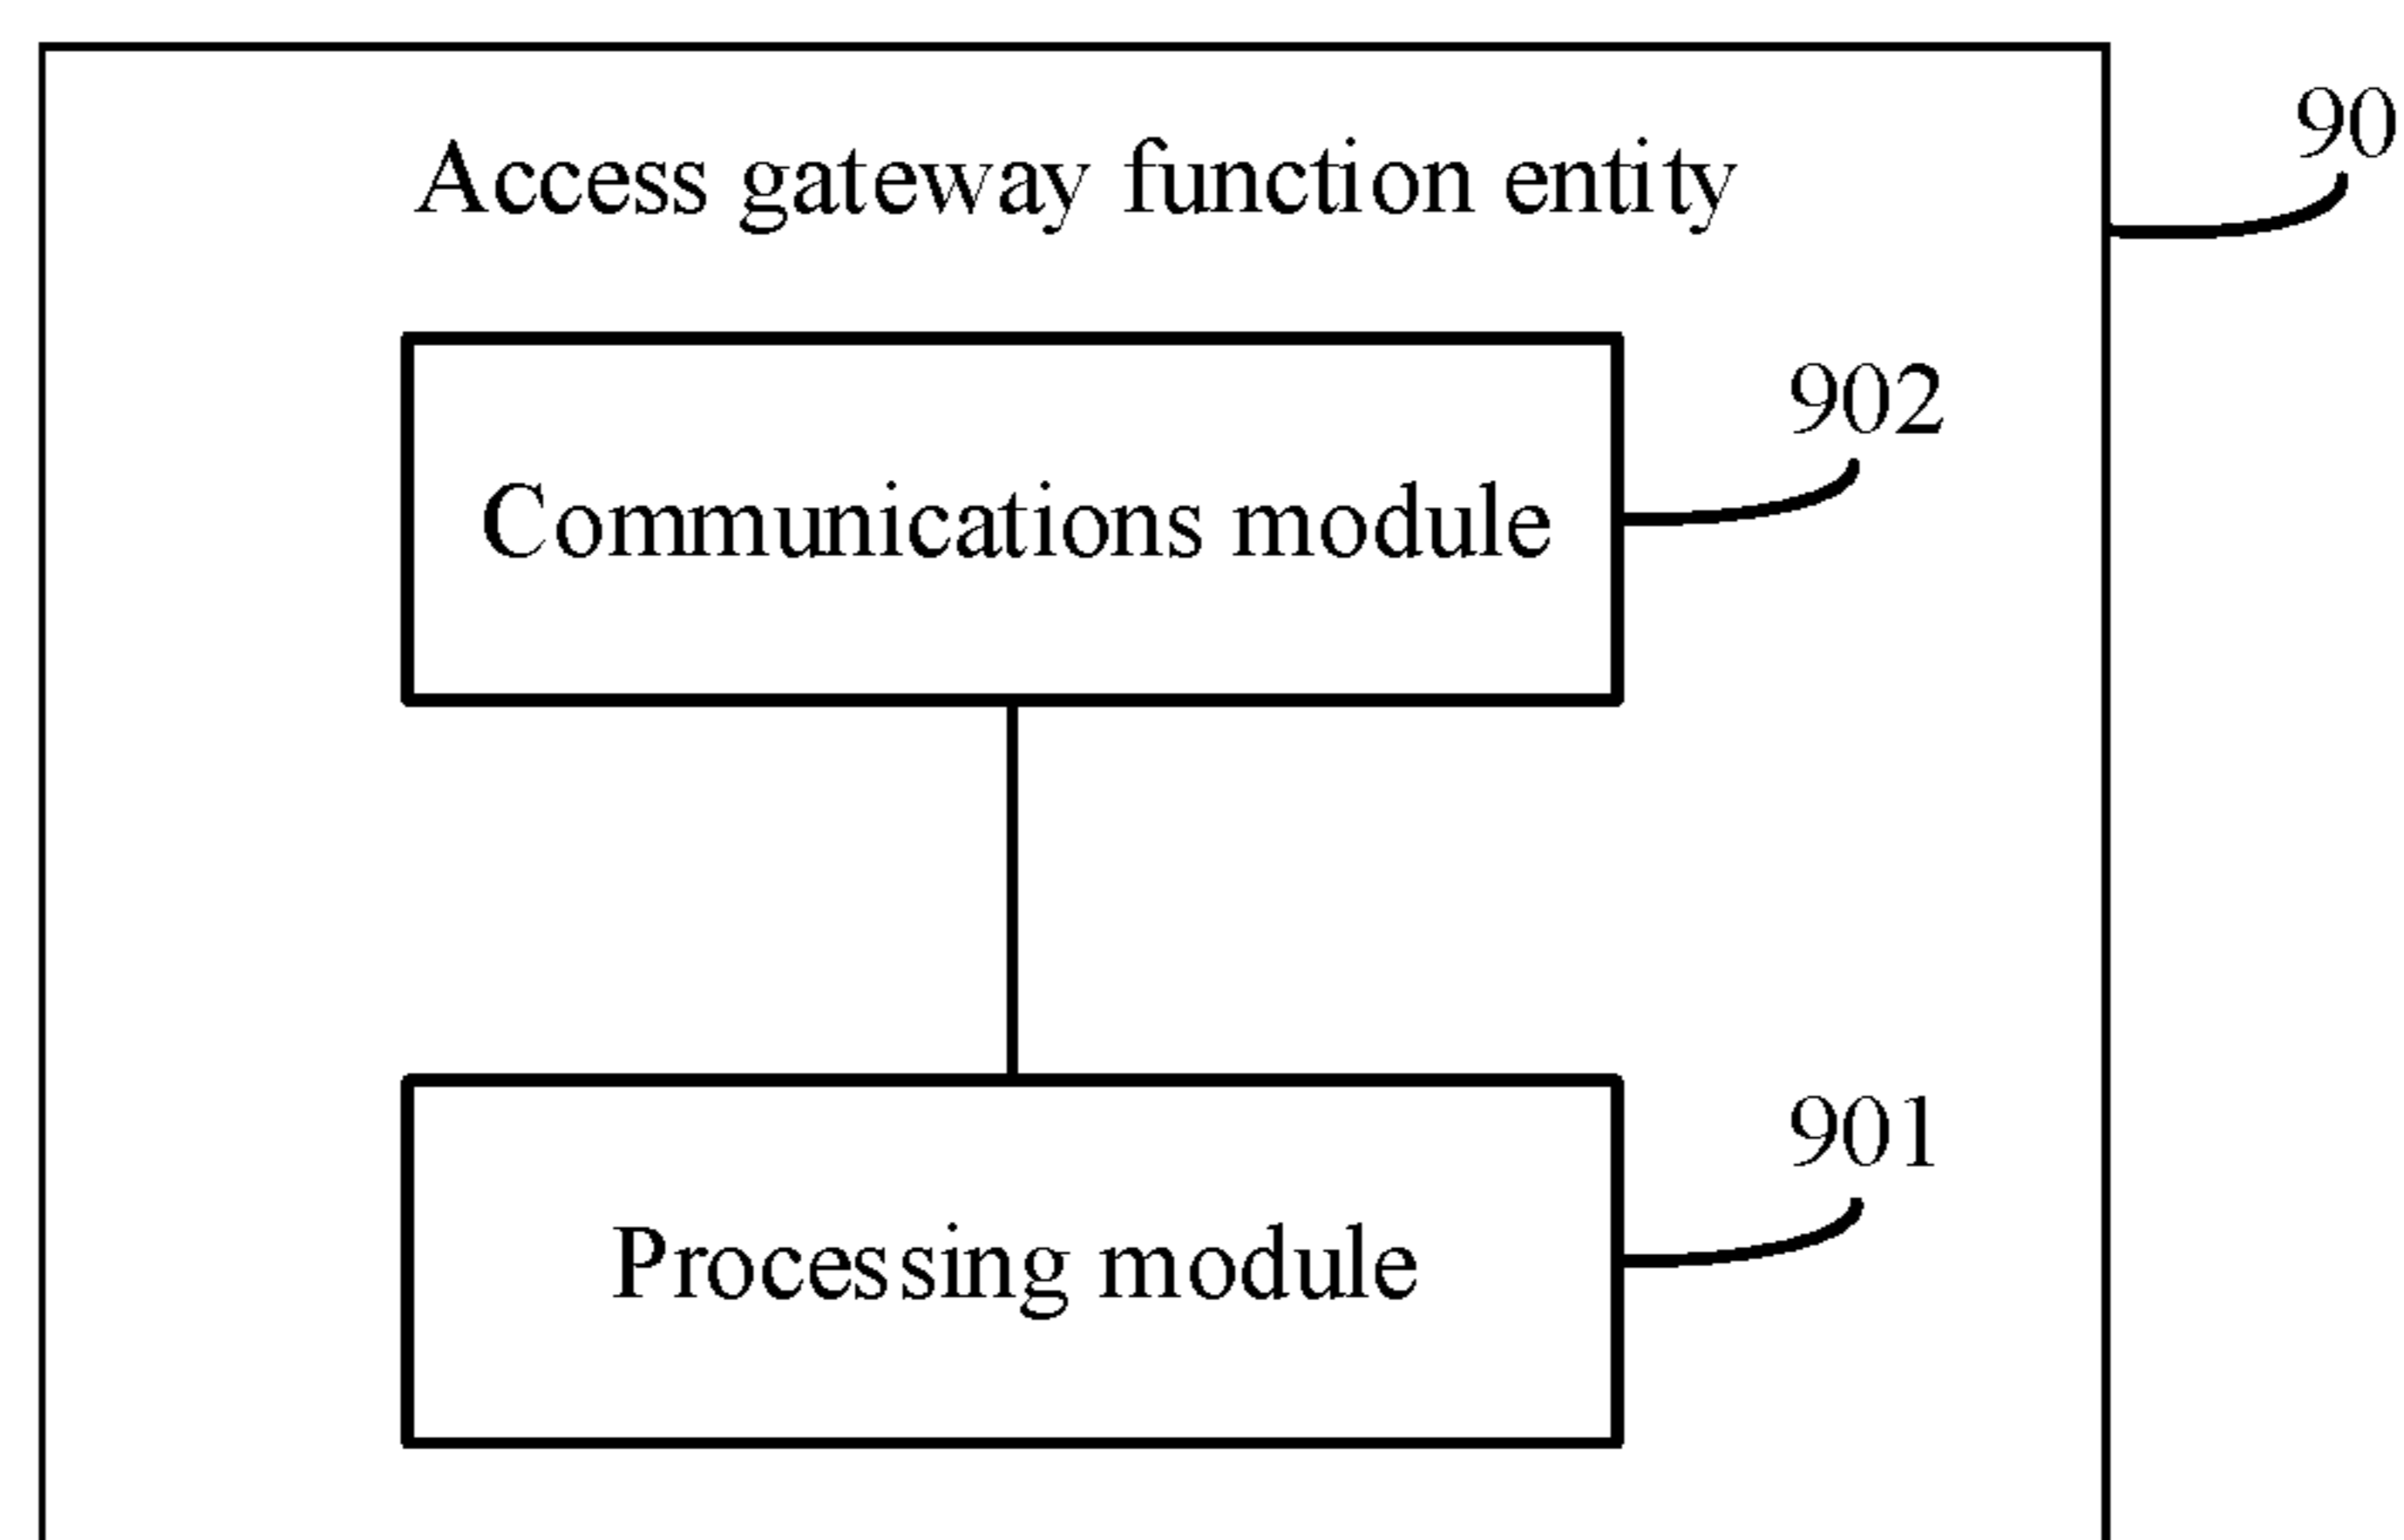 90
Access gateway function entity
902
Communications module
901
Processing module